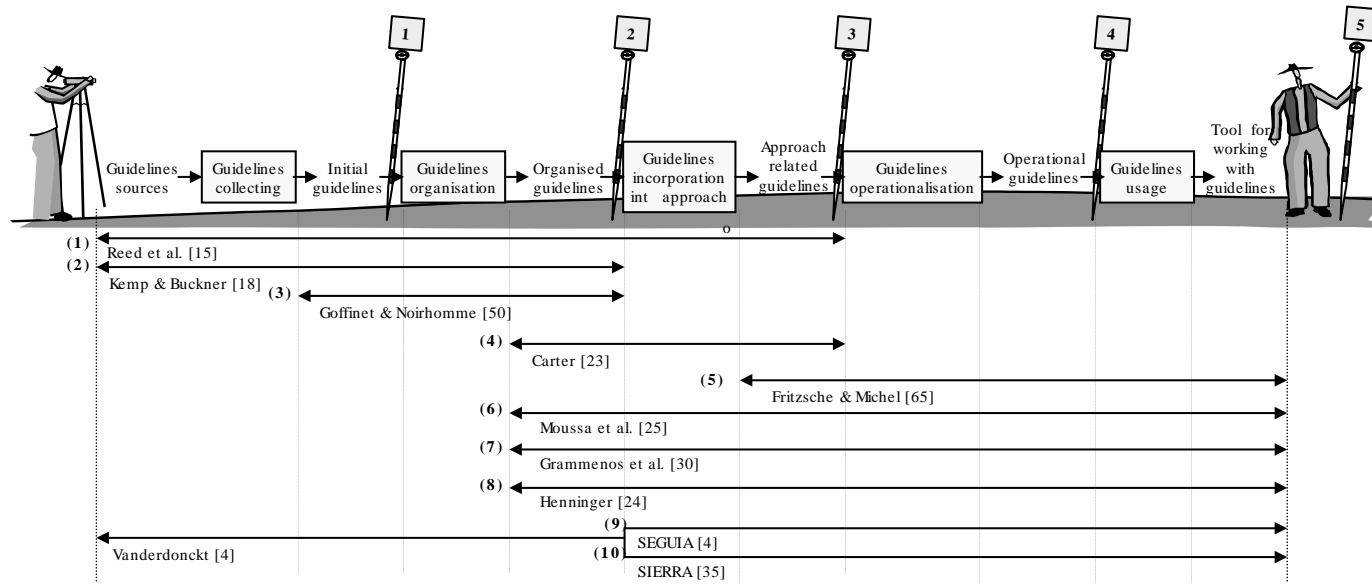 1
2
3
4
5
Guidelines
sources
Guidelines
collecting
Initial
guidelines
Guidelines
organisation
Organised
guidelines
Guidelines
incorporation
int approach
Approach
related
guidelines
Guidelines
operationalisation
Operational
guidelines
Guidelines
usage
Tool for
working
with
guidelines
o
(1)
Reed et al. [15]
(2)
Kemp & Buckner [18]
(3)
Goffinet & Noirhomme [50]
(4)
Carter [23]
(5)
Fritzsche & Michel [65]
(6)
Moussa et al. [25]
(7)
Grammenos et al. [30]
(8)
Henninger [24]
(9)
SEGUIA [4]
Vanderdonckt [4]
(10)
SIERRA [35]